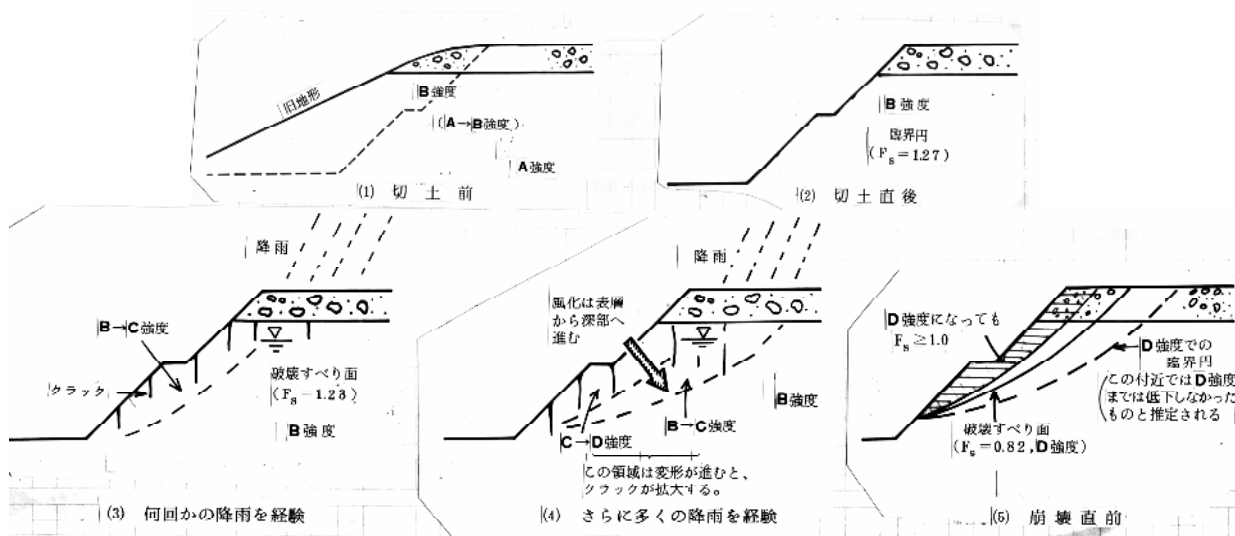 旧地形
B強度
(A→B強度)
A強度
(1) 切土前
B強度
臨界円
(Fs=1.27)
(2) 切土直後
降雨
B→C強度
クラック
破壊すべり面
(Fs=1.23)
B強度
(3) 何回かの降雨を経験
降雨
風化は表層
から深部へ
進む
B強度
B→C強度
C→D強度
この領域は変形が進むと、
クラックが拡大する。
(4) さらに多くの降雨を経験
D強度になっても
Fs≥1.0
D強度での
臨界円
(この付近ではD強度
までは低下しなかった
ものと推定される
破壊すべり面
(Fs=0.82,D強度)
(5) 崩壊直前